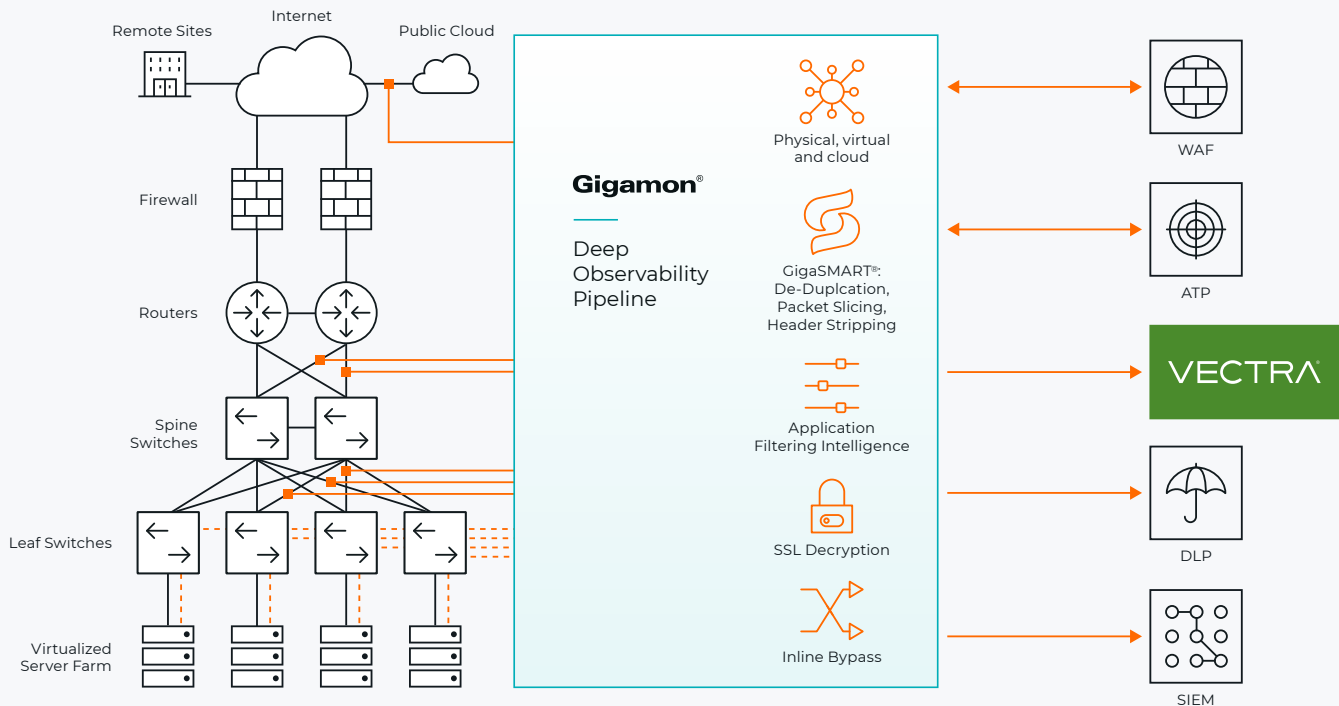 Internet
Remote Sites
Public Cloud
Firewall
Routers
Spine
Switches
Leaf Switches
Virtualized
Server Farm
Gigamon®
Deep
Observability
Pipeline
Physical, virtual
and cloud
GigaSMART®:
De-Duplcation,
Packet Slicing,
Header Stripping
Application
Filtering Intelligence
SSL Decryption
Inline Bypass
WAF
ATP
VECTRA®
DLP
SIEM